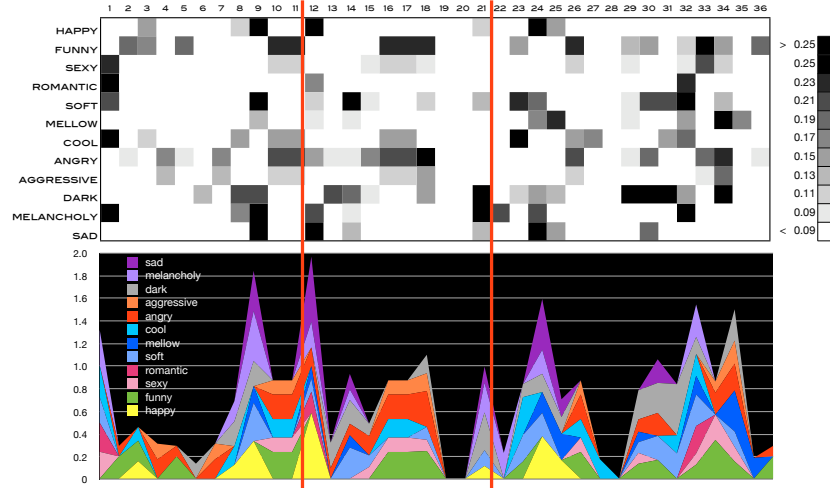 1 2 3 4 5 6 7 8 9 10 11 12 13 14 15 16 17 18 19 20 21 22 23 24 25 26 27 28 29 30 31 32 33 34 35 36
HAPPY
FUNNY
SEXY
ROMANTIC
SOFT
MELLOW
COOL
ANGRY
AGGRESSIVE
DARK
MELANCHOLY
SAD
> 0.25
0.25
0.23
0.21
0.19
0.17
0.15
0.13
0.11
0.09
< 0.09
2.0
1.8
1.6
1.4
1.2
1.0
0.8
0.6
0.4
0.2
0
sad
melancholy
dark
aggressive
angry
cool
mellow
soft
romantic
sexy
funny
happy